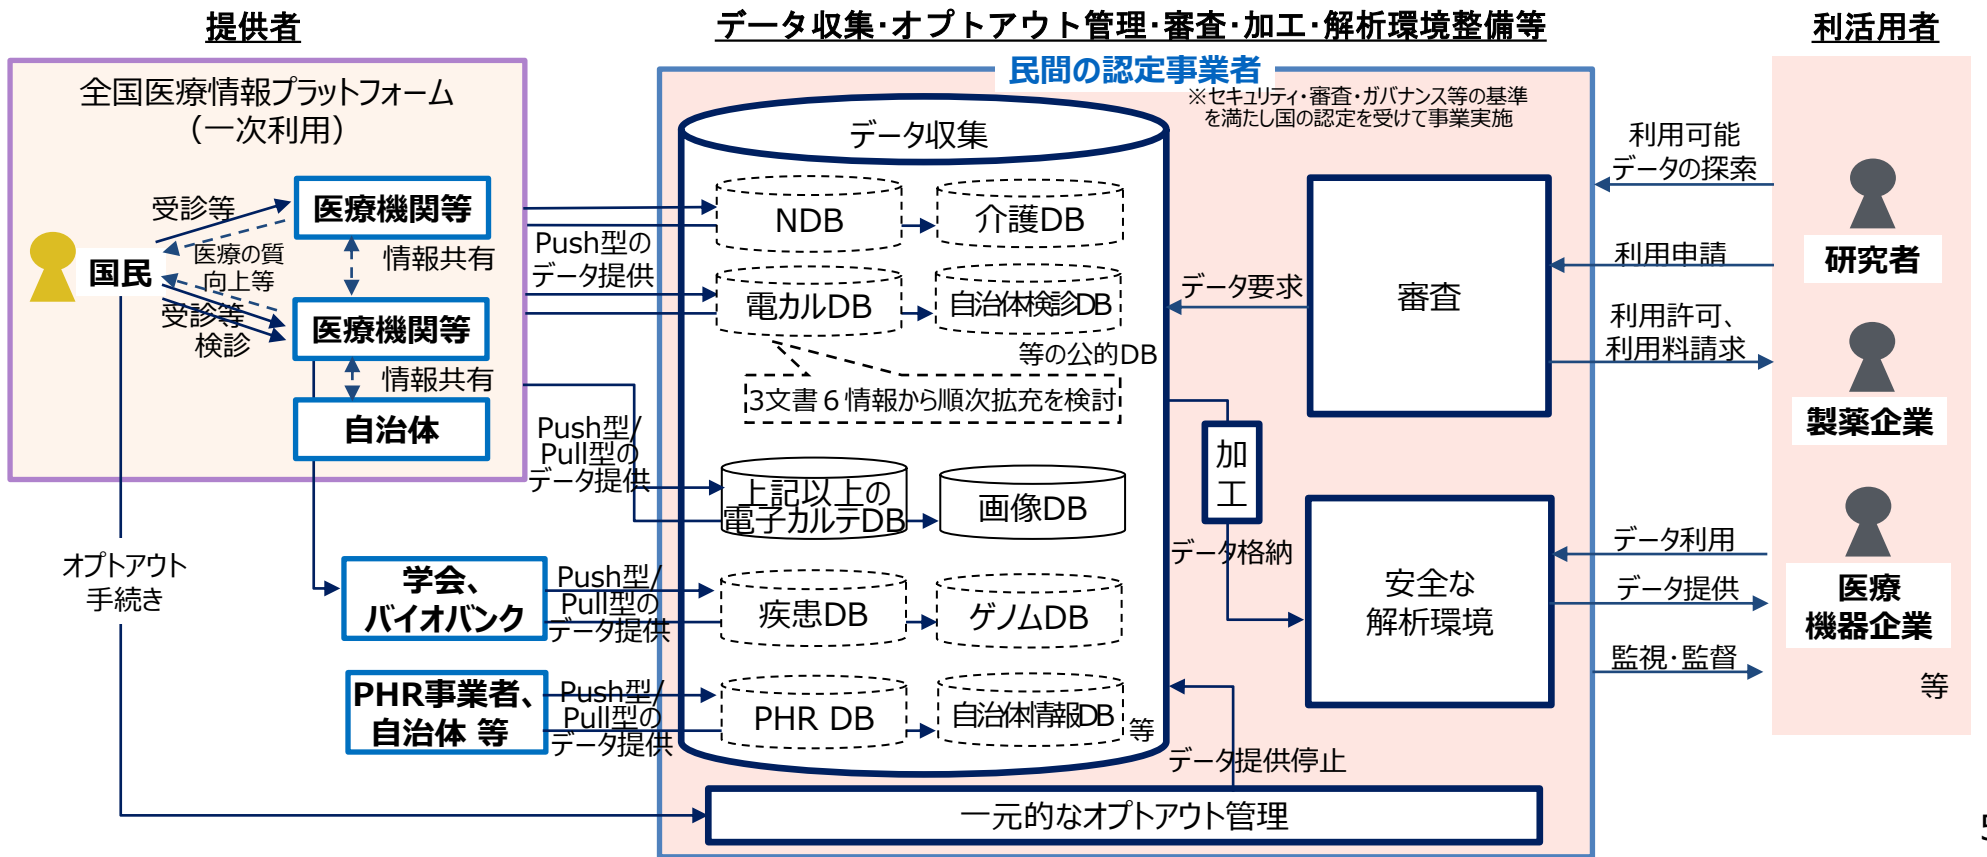 提供者
データ収集・オプトアウト管理・審査・加工・解析環境整備等
利活用者
全国医療情報プラットフォーム
（一次利用）
国民
受診等
医療の質
向上等
受診等
検診
医療機関等
情報共有
医療機関等
情報共有
自治体
オプトアウト
手続き
学会、
バイオバンク
PHR事業者、
自治体 等
Push型の
データ提供
Push型/
Pull型の
データ提供
Push型/
Pull型の
データ提供
Push型/
Pull型の
データ提供
民間の認定事業者
※セキュリティ・審査・ガバナンス等の基準
を満たし国の認定を受けて事業実施
データ収集
NDB
介護DB
電カルDB
自治体検診DB
等の公的DB
3文書６情報から順次拡充を検討
上記以上の
電子カルテDB
画像DB
疾患DB
ゲノムDB
PHR DB
自治体情報DB
等
データ要求
審査
加
工
データ格納
安全な
解析環境
データ提供停止
一元的なオプトアウト管理
利用可能
データの探索
利用申請
利用許可、
利用料請求
データ利用
データ提供
監視・監督
研究者
製薬企業
医療
機器企業
等